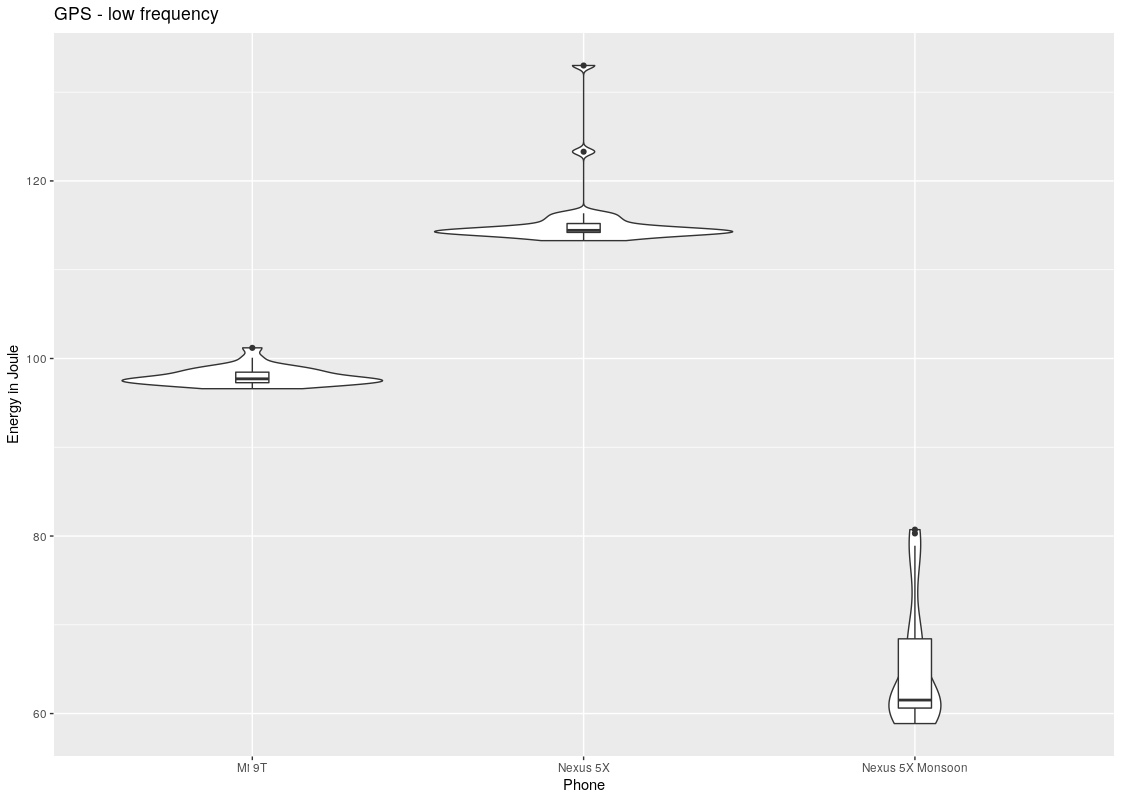 GPS - low frequency
Energy in Joule
120
100
80
60
MI 9T
Nexus 5X
Nexus 5X Monsoon
Phone